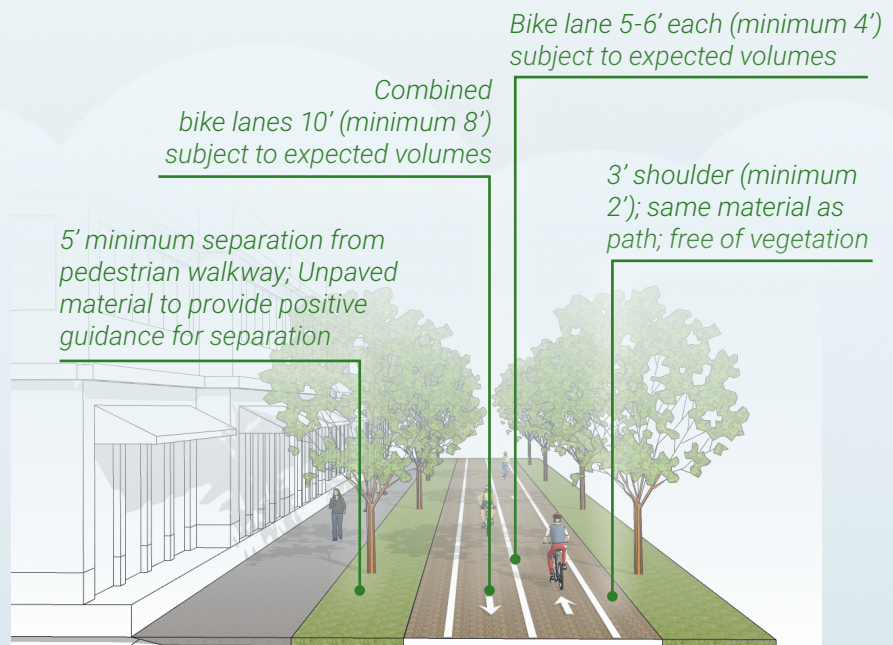 Bike lane 5-6’ each (minimum 4’)
subject to expected volumes
Combined
bike lanes 10’ (minimum 8’)
subject to expected volumes
3’ shoulder (minimum
2’); same material as
path; free of vegetation
5’ minimum separation from
pedestrian walkway; Unpaved
material to provide positive
guidance for separation